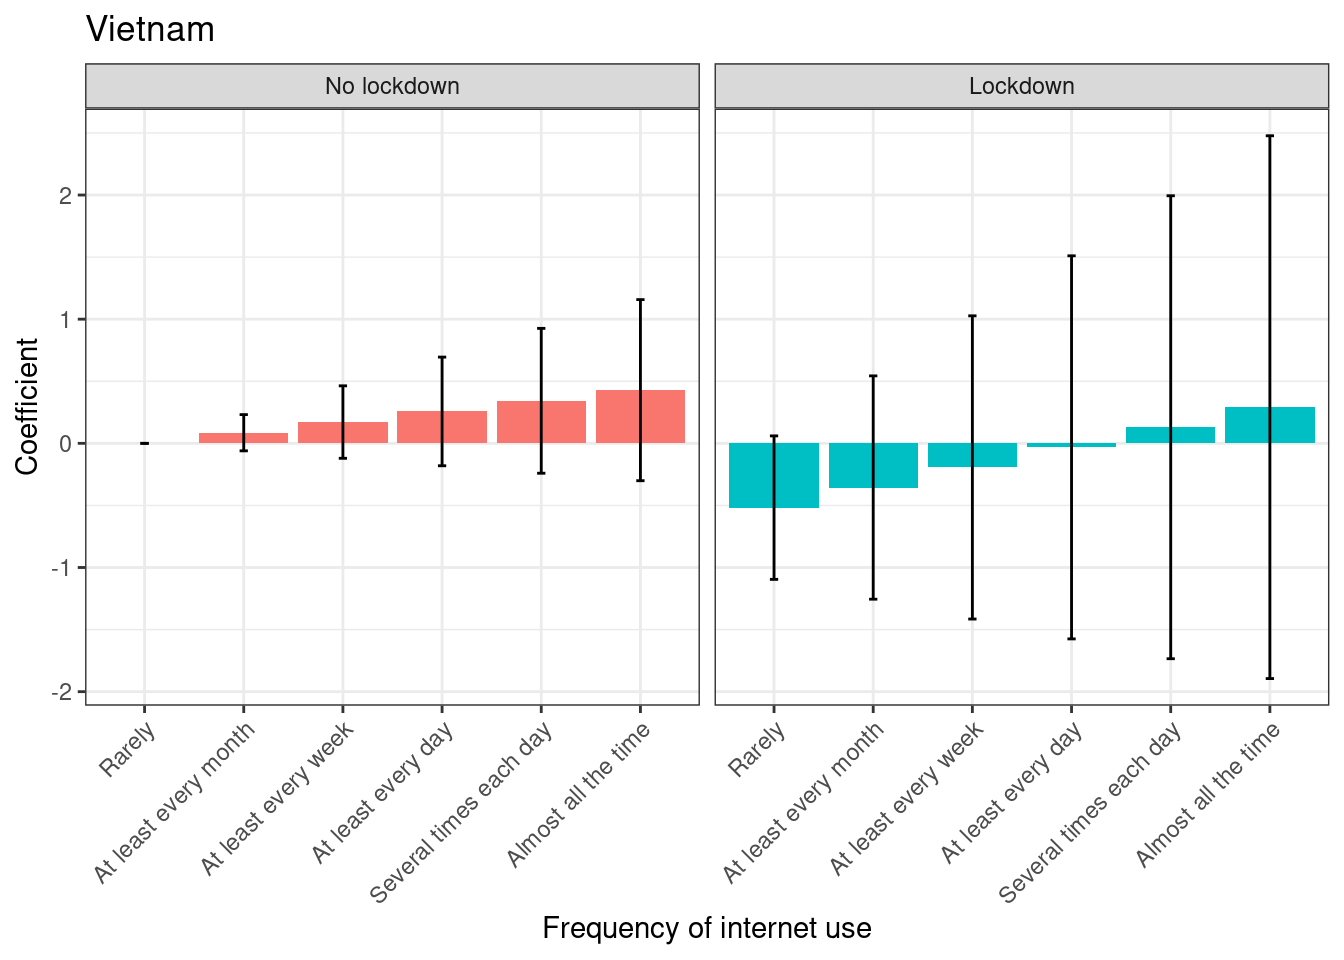 Vietnam
No lockdown
Lockdown
Coefficient
2
1
0
-1
-2
Rarely
At least every month
At least every week
At least every day
Several times each day
Almost all the time
Rarely
At least every month
At least every week
At least every day
Several times each day
Almost all the time
Frequency of internet use